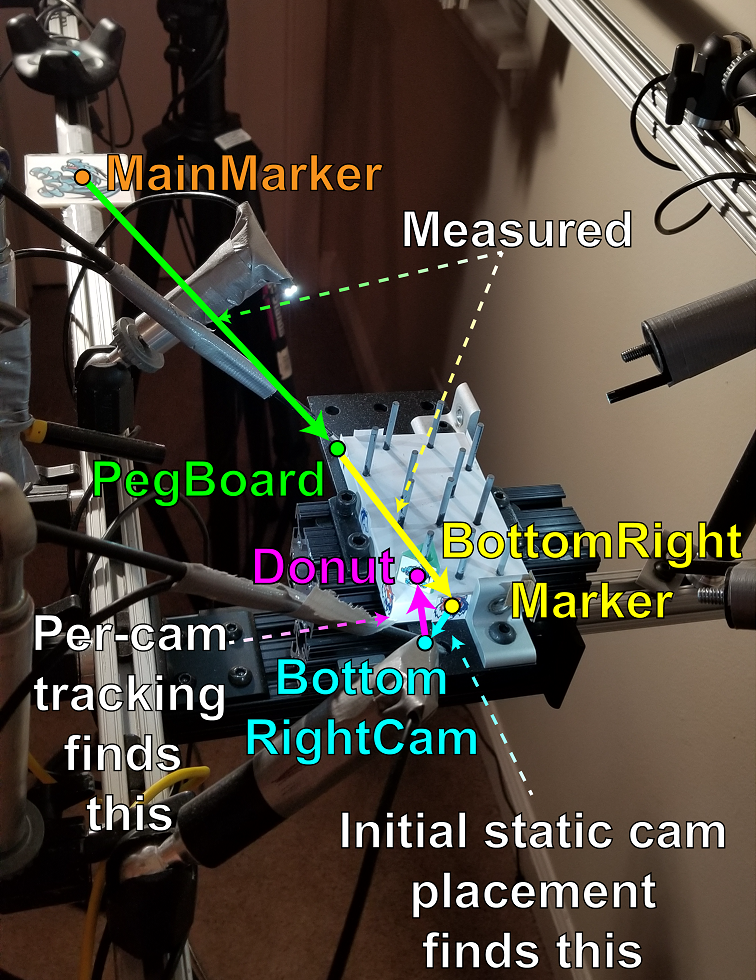 MainMarker
Measured
PegBoard
BottomRight
Marker
Donut
Per-cam
tracking
finds
this
Bottom
RightCam
Initial static cam
placement
finds this